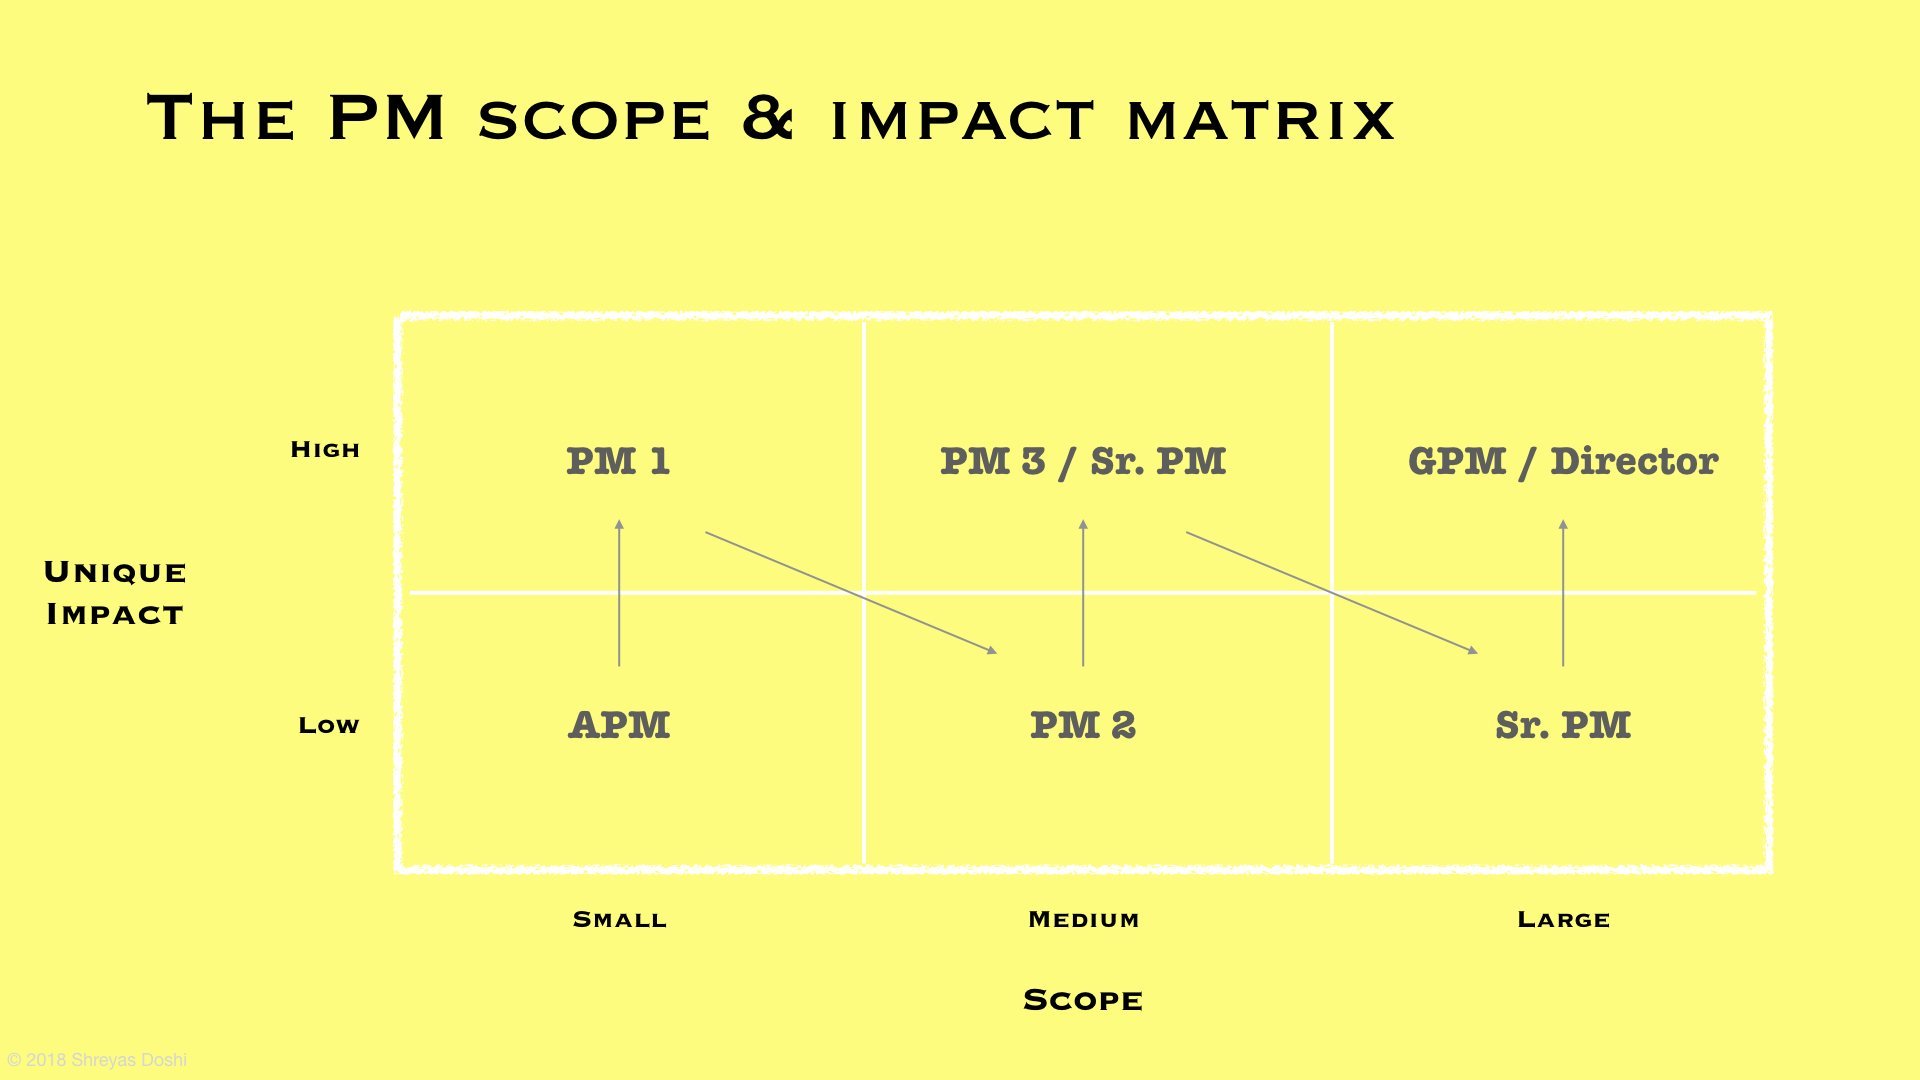 The PM scope & impact matrix
High
PM 1
PM 3 / Sr. PM
GPM / Director
Unique
Impact
Low
APM
PM 2
Sr. PM
Small
Medium
Large
Scope
© 2018 Shreyas Doshi